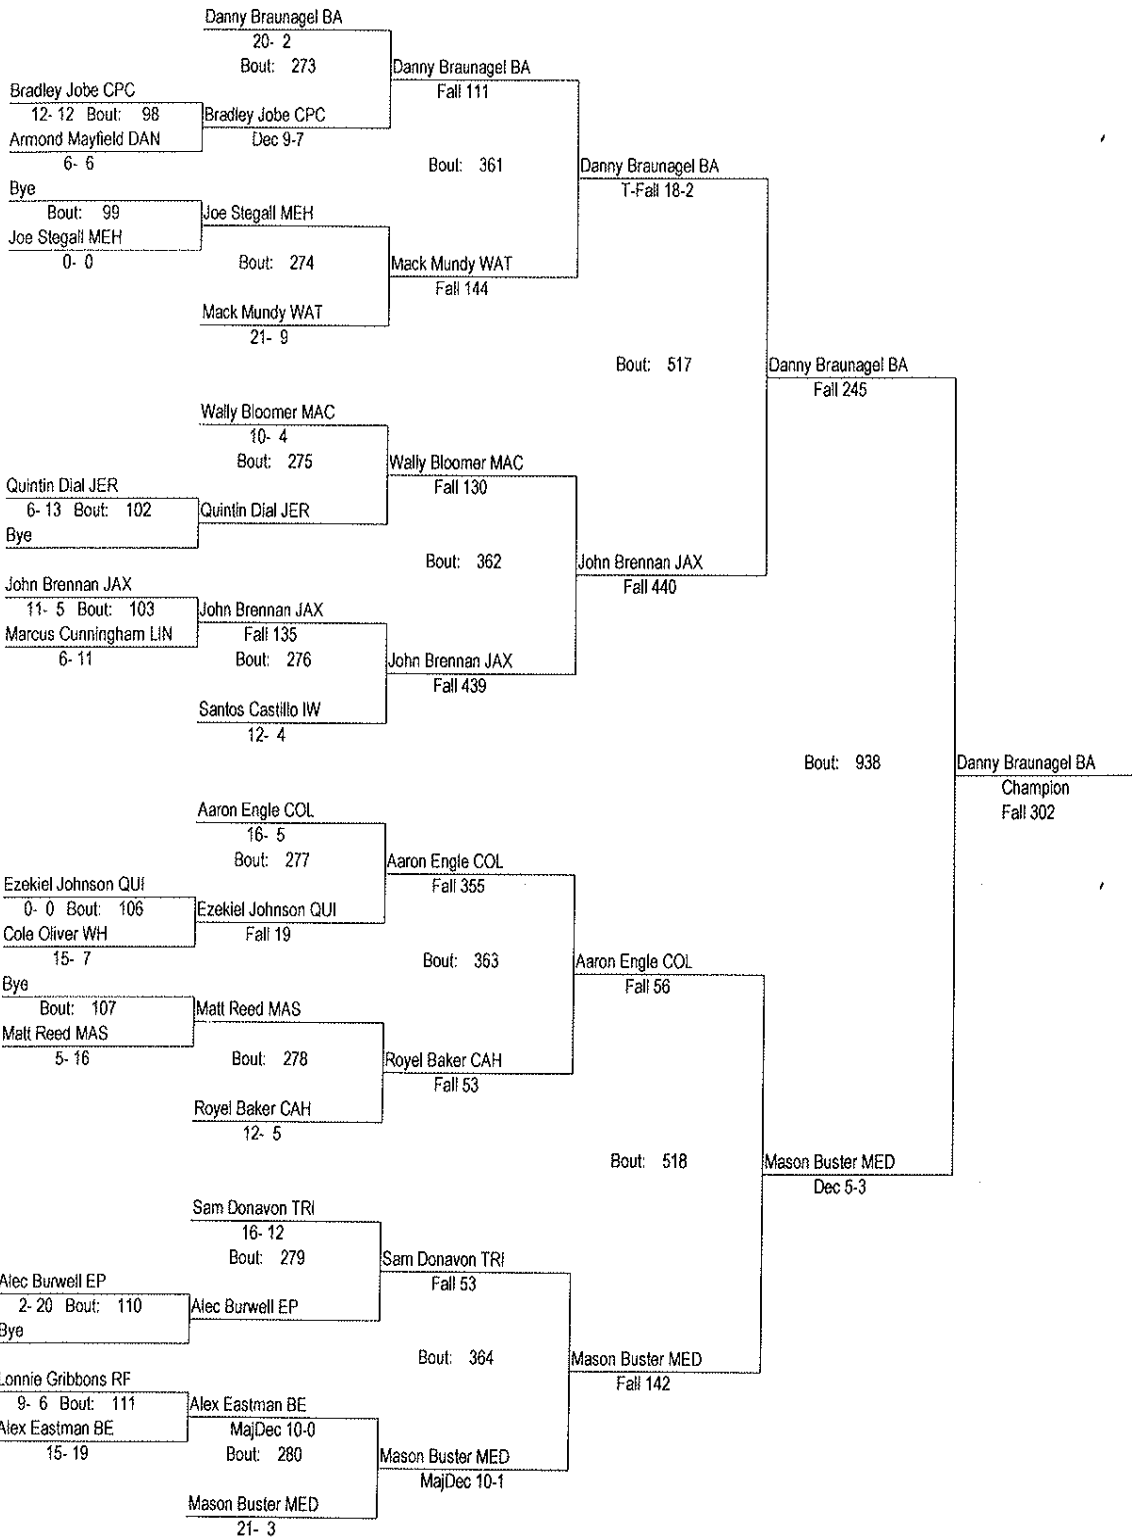 Danny Braunagel BA
20- 2
Bout: 273
Danny Braunagel BA
Fall 111
Bradley Jobe CPC
12- 12 Bout: 98
Bradley Jobe CPC
Dec 9-7
Armond Mayfield DAN
6- 6
Bout: 361
Danny Braunagel BA
T-Fall 18-2
Bye
Bout: 99
Joe Stegall MEH
Joe Stegall MEH
0- 0
Bout: 274
Mack Mundy WAT
Fall 144
Mack Mundy WAT
21- 9
Bout: 517
Danny Braunagel BA
Fall 245
Wally Bloomer MAC
10- 4
Bout: 275
Wally Bloomer MAC
Fall 130
Quintin Dial JER
6- 13 Bout: 102
Quintin Dial JER
Bye
Bout: 362
John Brennan JAX
Fall 440
John Brennan JAX
11- 5 Bout: 103
John Brennan JAX
Fall 135
Marcus Cunningham LIN
6- 11
Bout: 276
John Brennan JAX
Fall 439
Santos Castillo IW
12- 4
Bout: 938
Danny Braunagel BA
Champion
Fall 302
Aaron Engle COL
16- 5
Bout: 277
Aaron Engle COL
Fall 355
Ezekiel Johnson QUI
0- 0 Bout: 106
Ezekiel Johnson QUI
Fall 19
Cole Oliver WH
15- 7
Bout: 363
Aaron Engle COL
Fall 56
Bye
Bout: 107
Matt Reed MAS
Matt Reed MAS
5- 16
Bout: 278
Royel Baker CAH
Fall 53
Royel Baker CAH
12- 5
Bout: 518
Mason Buster MED
Dec 5-3
Sam Donavon TRI
16- 12
Bout: 279
Sam Donavon TRI
Fall 53
Alec Burwell EP
2- 20 Bout: 110
Alec Burwell EP
Bye
Bout: 364
Mason Buster MED
Fall 142
Lonnie Gribbons RF
9- 6 Bout: 111
Alex Eastman BE
MajDec 10-0
Alex Eastman BE
15- 19
Bout: 280
Mason Buster MED
MajDec 10-1
Mason Buster MED
21- 3